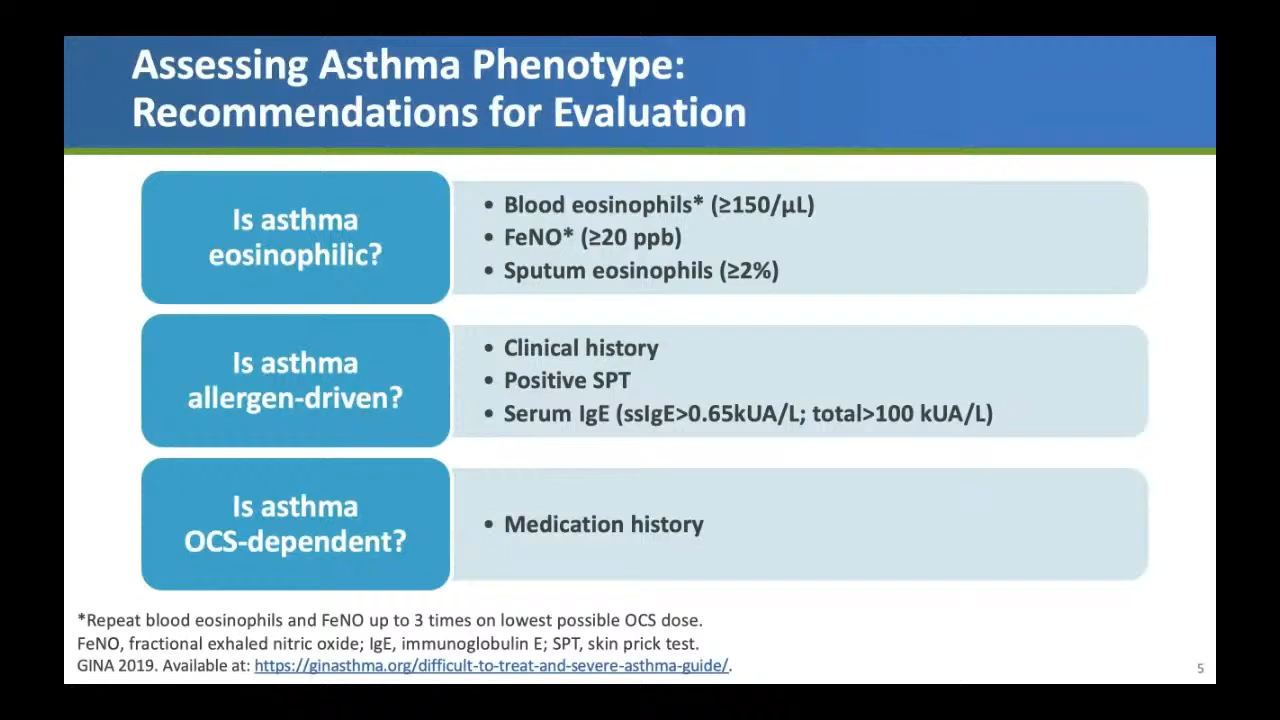 Assessing Asthma Phenotype:
Recommendations for Evaluation
Is asthma
eosinophilic?
• Blood eosinophils* (≥150/μL)
• FeNO* (≥20 ppb)
• Sputum eosinophils (≥2%)
Is asthma
allergen-driven?
• Clinical history
• Positive SPT
• Serum IgE (ssIgE>0.65kUA/L; total>100 kUA/L)
Is asthma
OCS-dependent?
• Medication history
*Repeat blood eosinophils and FeNO up to 3 times on lowest possible OCS dose.
FeNO, fractional exhaled nitric oxide; IgE, immunoglobulin E; SPT, skin prick test.
GINA 2019. Available at: https://ginasthma.org/difficult-to-treat-and-severe-asthma-guide/.
5